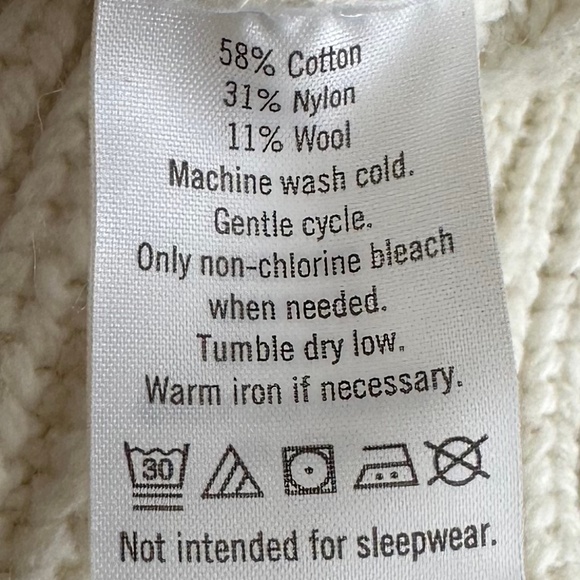 58% Cotton
31% Nylon
11% Wool
Machine wash cold.
Gentle cycle.
Only non-chlorine bleach
when needed.
Tumble dry low.
Warm iron if necessary.
30
Not intended for sleepwear.